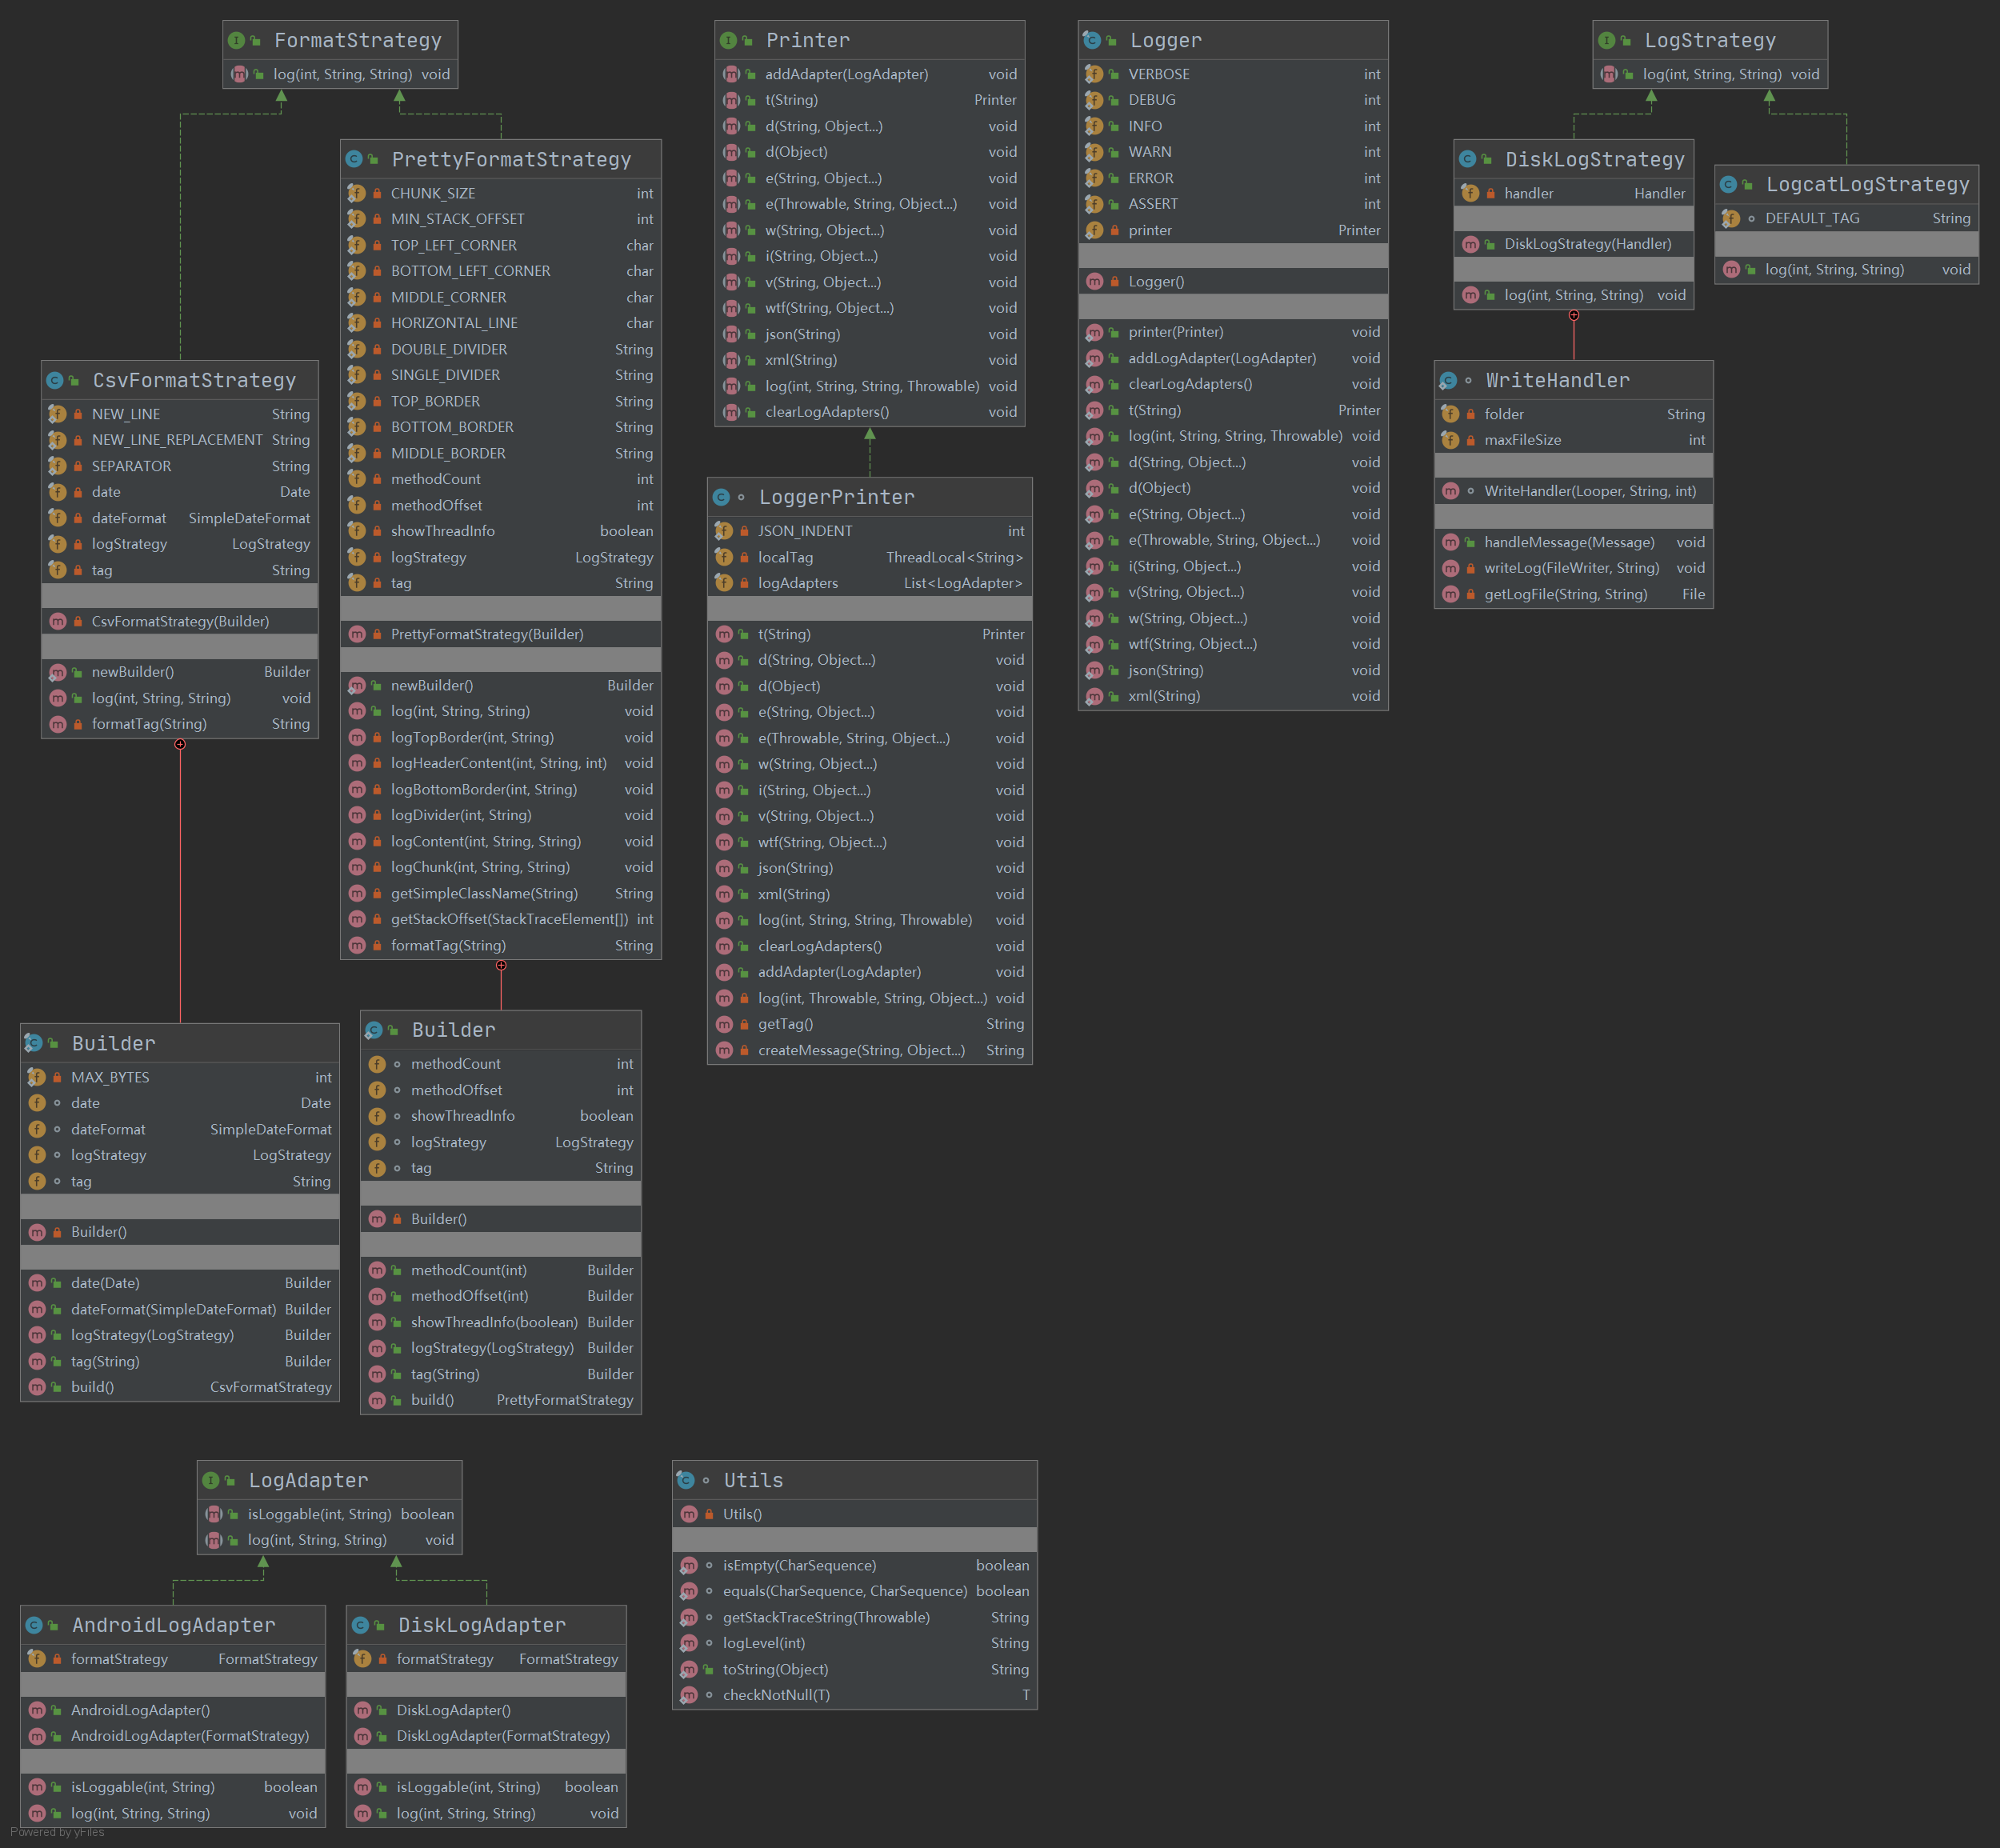 FormatStrategy
log(int, String, String) void
PrettyFormatStrategy
CHUNK_SIZE int
MIN_STACK_OFFSET int
TOP_LEFT_CORNER char
BOTTOM_LEFT_CORNER char
MIDDLE_CORNER char
HORIZONTAL_LINE char
DOUBLE_DIVIDER String
SINGLE_DIVIDER String
TOP_BORDER String
BOTTOM_BORDER String
MIDDLE_BORDER String
methodCount int
methodOffset int
showThreadInfo boolean
logStrategy LogStrategy
tag String
PrettyFormatStrategy(Builder)
newBuilder() Builder
log(int, String, String) void
logTopBorder(int, String) void
logHeaderContent(int, String, int) void
logBottomBorder(int, String) void
logDivider(int, String) void
logContent(int, String, String) void
logChunk(int, String, String) void
getSimpleClassName(String) String
getStackOffset(StackTraceElement[]) int
formatTag(String) String
CsvFormatStrategy
NEW_LINE String
NEW_LINE_REPLACEMENT String
SEPARATOR String
date Date
dateFormat SimpleDateFormat
logStrategy LogStrategy
tag String
CsvFormatStrategy(Builder)
newBuilder() Builder
log(int, String, String) void
formatTag(String) String
Builder
MAX_BYTES int
date Date
dateFormat SimpleDateFormat
logStrategy LogStrategy
tag String
Builder()
date(Date) Builder
dateFormat(SimpleDateFormat) Builder
logStrategy(LogStrategy) Builder
tag(String) Builder
build() CsvFormatStrategy
Builder
methodCount int
methodOffset int
showThreadInfo boolean
logStrategy LogStrategy
tag String
Builder()
methodCount(int) Builder
methodOffset(int) Builder
showThreadInfo(boolean) Builder
logStrategy(LogStrategy) Builder
tag(String) Builder
build() PrettyFormatStrategy
Printer
addAdapter(LogAdapter) void
t(String) Printer
d(String, Object...) void
d(Object) void
e(String, Object...) void
e(Throwable, String, Object...) void
w(String, Object...) void
i(String, Object...) void
v(String, Object...) void
wtf(String, Object...) void
json(String) void
xml(String) void
log(int, String, String, Throwable) void
clearLogAdapters() void
LoggerPrinter
JSON_INDENT int
localTag ThreadLocal<String>
logAdapters List<LogAdapter>
t(String) Printer
d(String, Object...) void
d(Object) void
e(String, Object...) void
e(Throwable, String, Object...) void
w(String, Object...) void
i(String, Object...) void
v(String, Object...) void
wtf(String, Object...) void
json(String) void
xml(String) void
log(int, String, String, Throwable) void
clearLogAdapters() void
addAdapter(LogAdapter) void
log(int, Throwable, String, Object...) void
getTag() String
createMessage(String, Object...) String
Logger
VERBOSE int
DEBUG int
INFO int
WARN int
ERROR int
ASSERT int
printer Printer
Logger()
printer(Printer) void
addLogAdapter(LogAdapter) void
clearLogAdapters() void
t(String) Printer
log(int, String, String, Throwable) void
d(String, Object...) void
d(Object) void
e(String, Object...) void
e(Throwable, String, Object...) void
i(String, Object...) void
v(String, Object...) void
w(String, Object...) void
wtf(String, Object...) void
json(String) void
xml(String) void
LogStrategy
log(int, String, String) void
DiskLogStrategy
handler Handler
DiskLogStrategy(Handler)
log(int, String, String) void
LogcatLogStrategy
DEFAULT_TAG String
log(int, String, String) void
WriteHandler
folder String
maxFileSize int
WriteHandler(Looper, String, int)
handleMessage(Message) void
writeLog(FileWriter, String) void
getLogFile(String, String) File
LogAdapter
isLoggable(int, String) boolean
log(int, String, String) void
AndroidLogAdapter
formatStrategy FormatStrategy
AndroidLogAdapter()
AndroidLogAdapter(FormatStrategy)
isLoggable(int, String) boolean
log(int, String, String) void
DiskLogAdapter
formatStrategy FormatStrategy
DiskLogAdapter()
DiskLogAdapter(FormatStrategy)
isLoggable(int, String) boolean
log(int, String, String) void
Utils
Utils()
isEmpty(CharSequence) boolean
equals(CharSequence, CharSequence) boolean
getStackTraceString(Throwable) String
logLevel(int) String
toString(Object) String
checkNotNull(T) T
Powered by yFiles